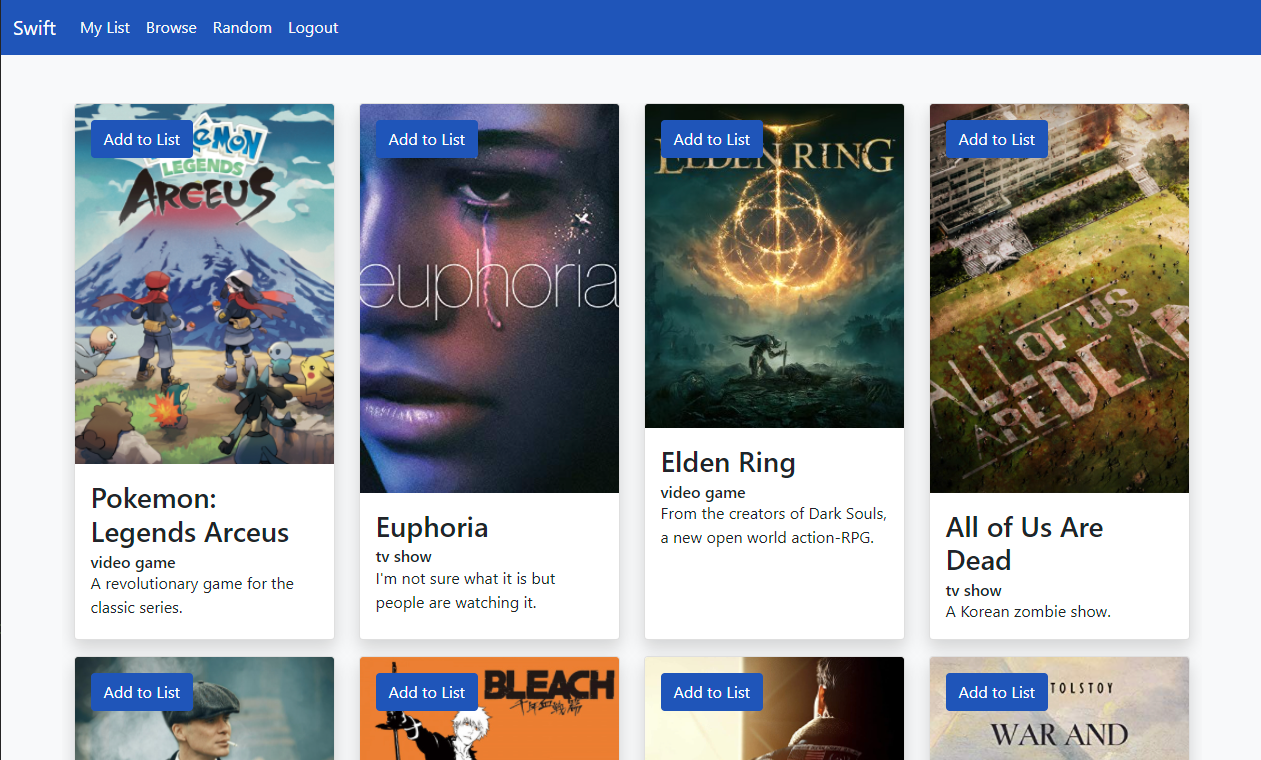 Swift My List Browse Random Logout
Add to List
LEGENDS
ARCEUS
Pokemon:
Legends Arceus
video game
A revolutionary game for the
classic series.
Add to List
euphoria
Euphoria
tv show
I'm not sure what it is but
people are watching it.
Add to List
ELDEN RING
Elden Ring
video game
From the creators of Dark Souls,
a new open world action-RPG.
Add to List
ALL
OF US
ARE DEAD
All of Us Are
Dead
tv show
A Korean zombie show.
Add to List
Add to List
BLEACH
Add to List
Add to List
TOLSTOY
WAR AND